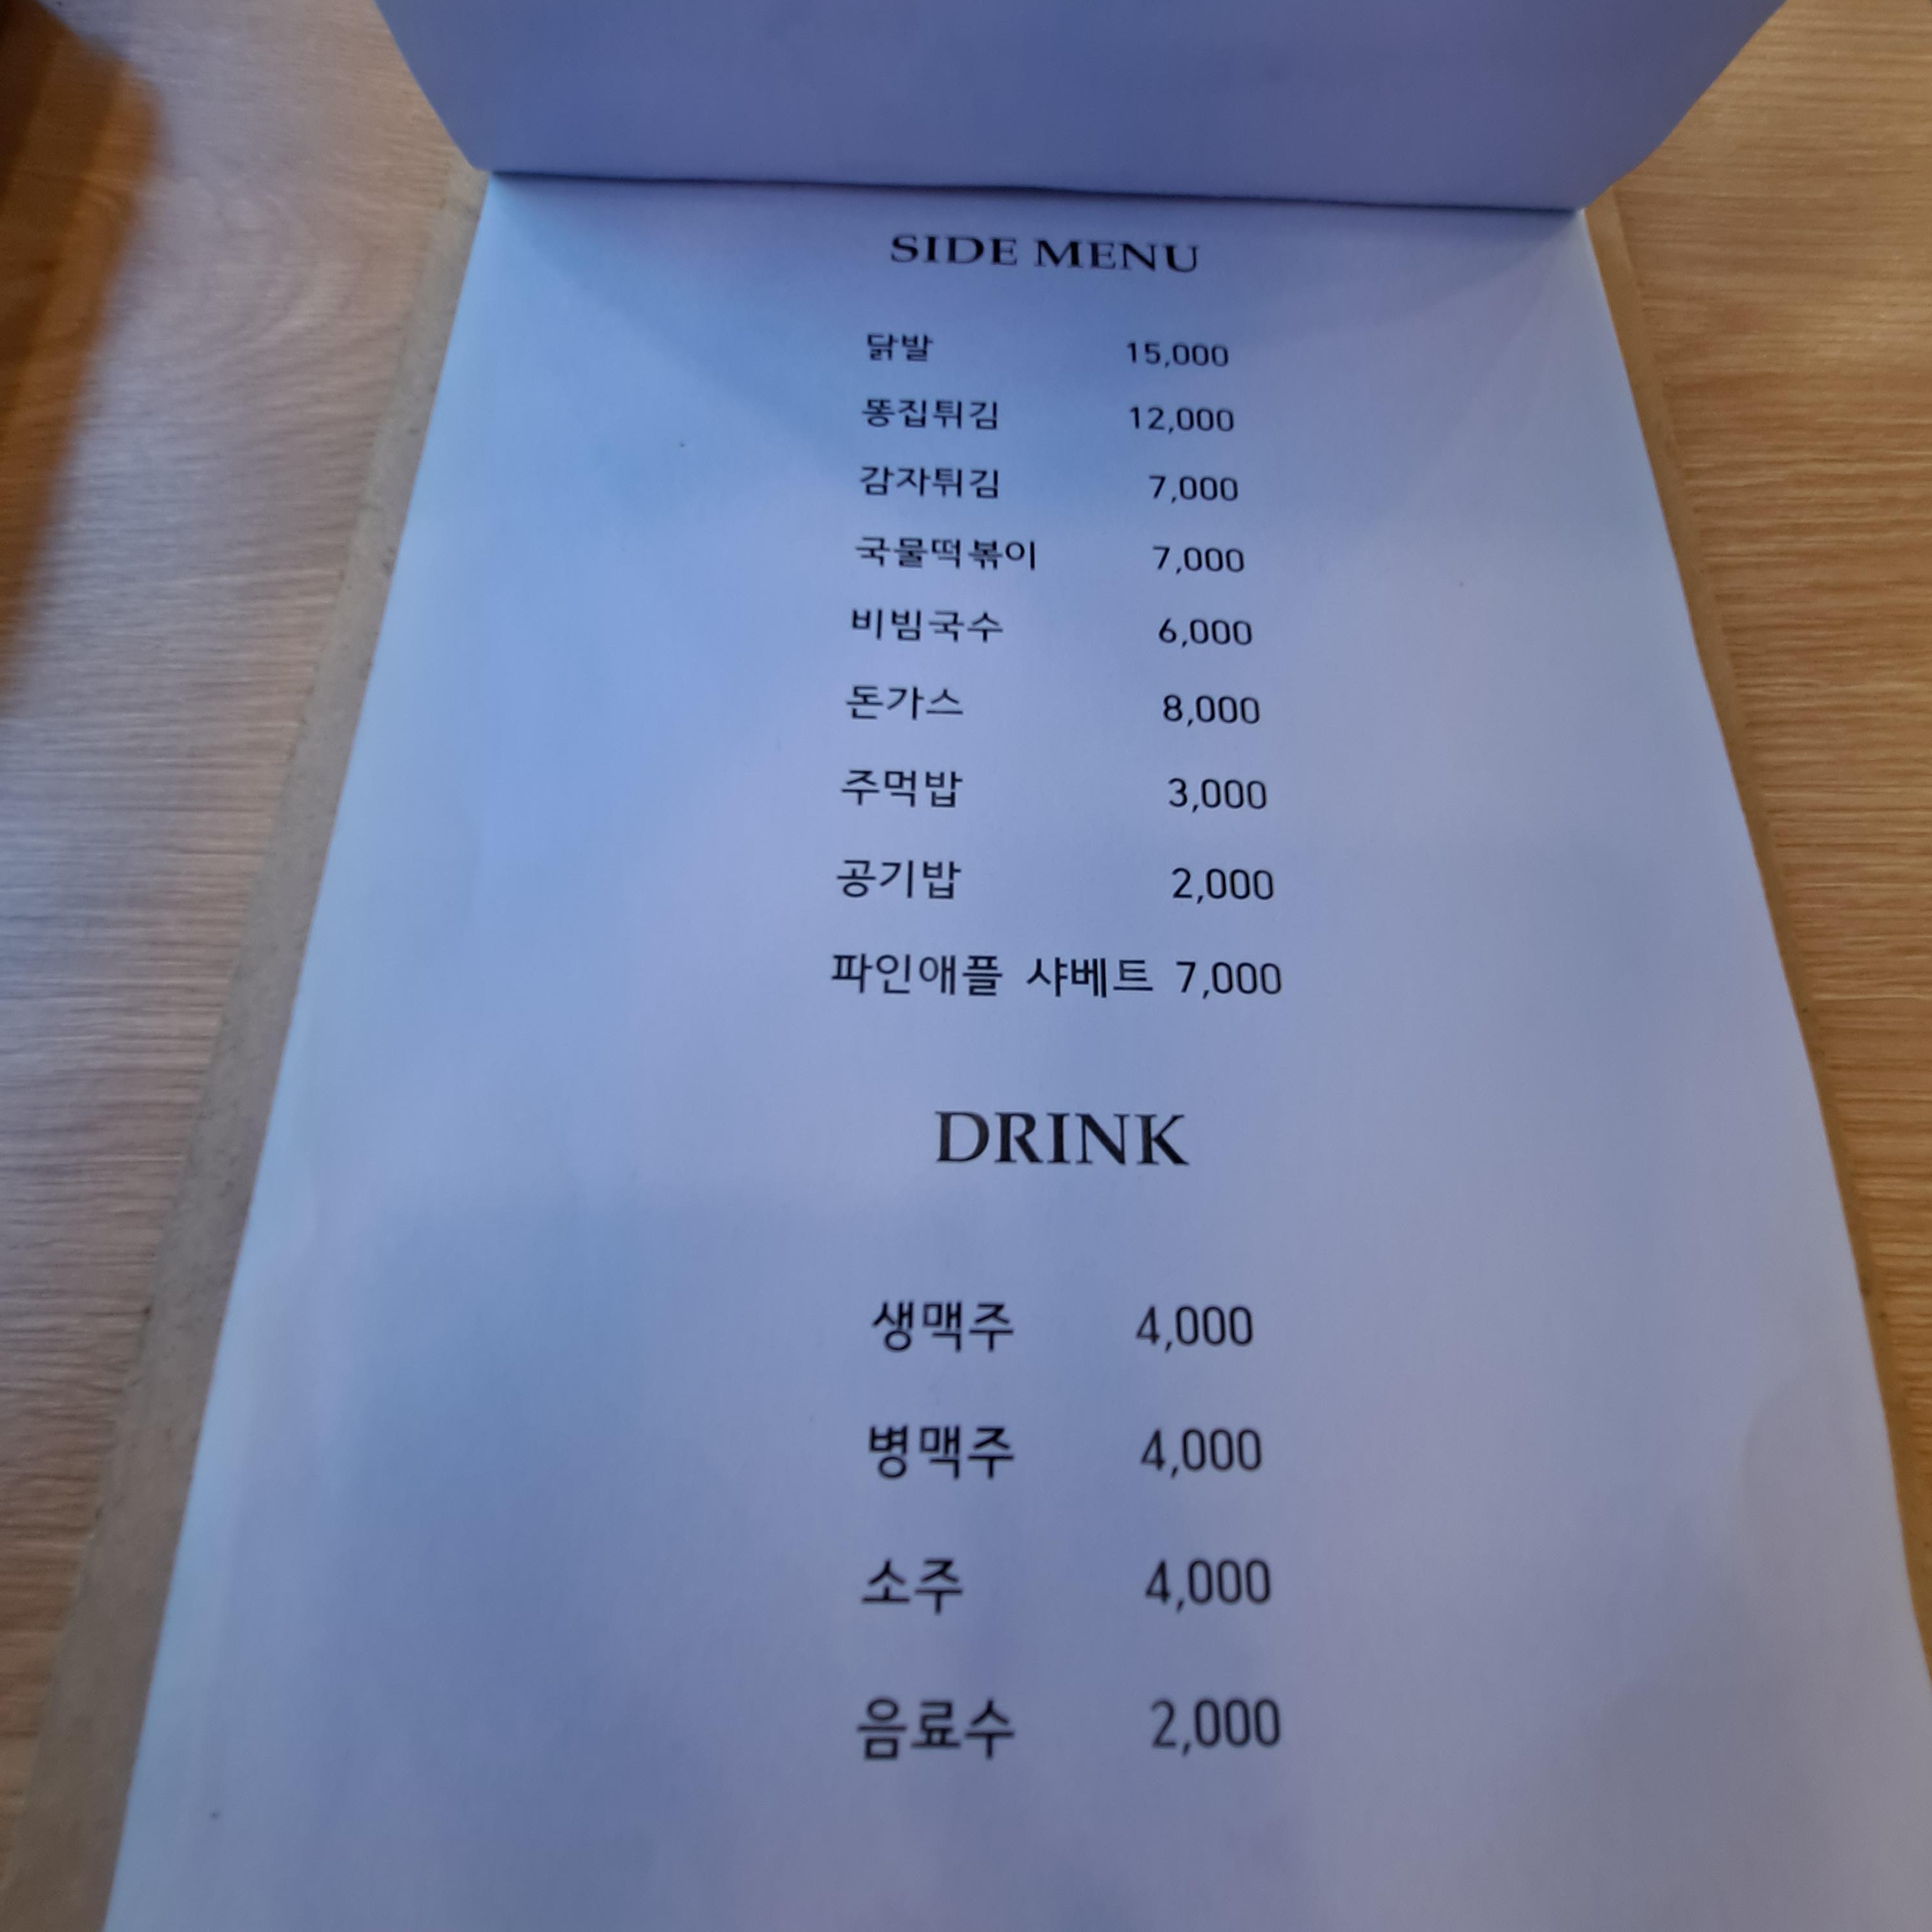 SIDE MENU
닭발 15,000
똥집튀김 12,000
감자튀김 7,000
국물떡볶이 7,000
비빔국수 6,000
돈가스 8,000
주먹밥 3,000
공기밥 2,000
파인애플 샤베트 7,000
DRINK
생맥주 4,000
병맥주 4,000
소주 4,000
음료수 2,000